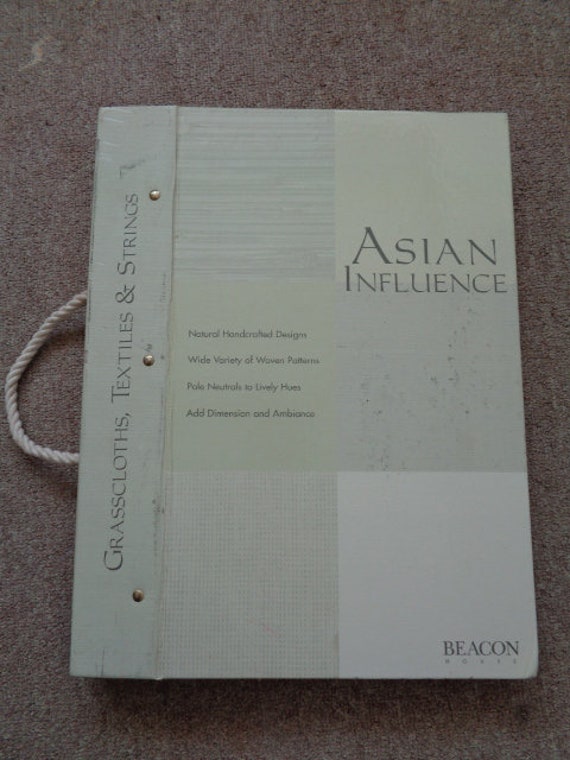 GRASSCLOTHS, TEXTILES & STRINGS
ASIAN
INFLUENCE
Natural Handcrafted Designs
Wide Variety of Woven Patterns
Pale Neutrals to Lively Hues
Add Dimension and Ambiance
BEACON
HOUSE